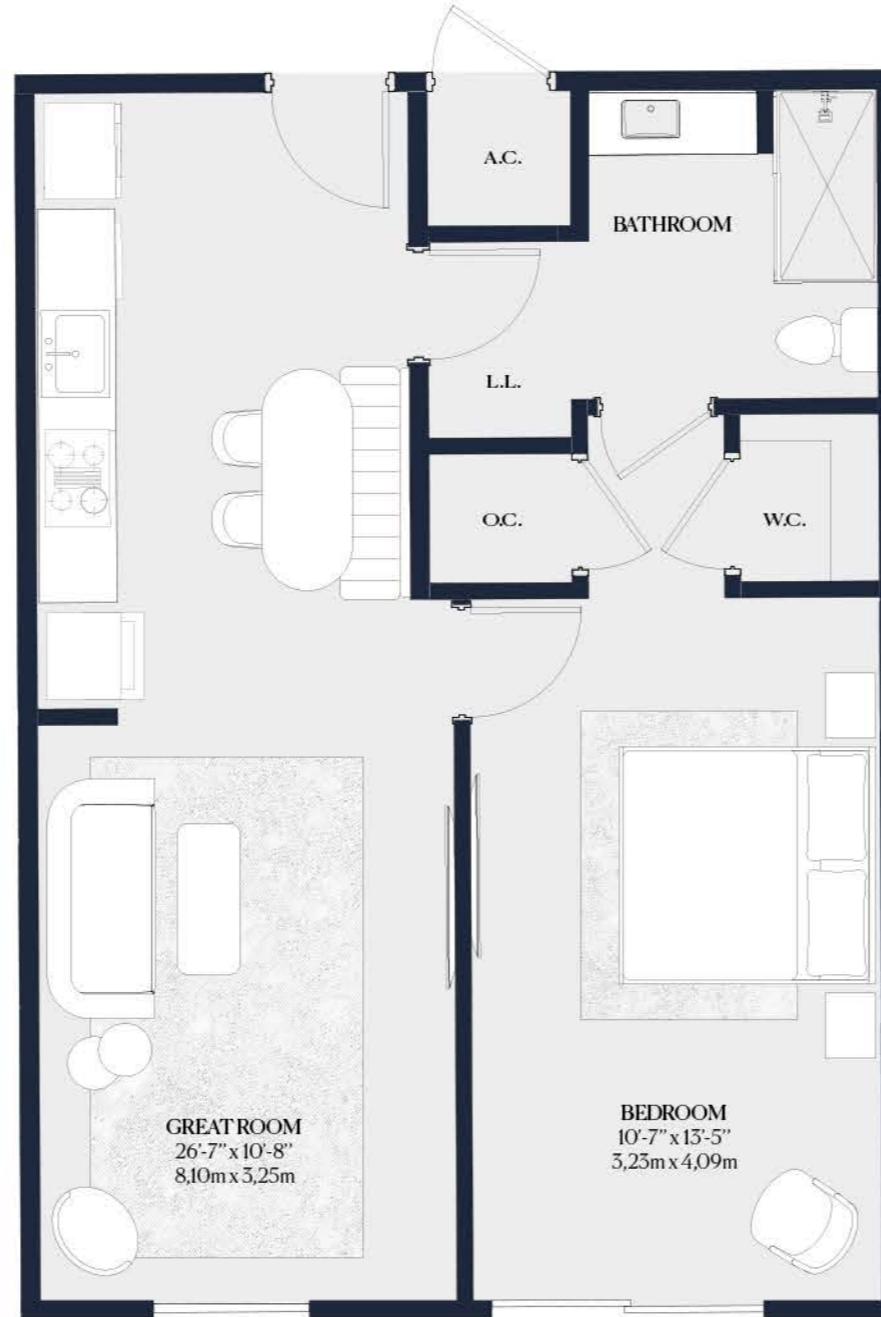 A.C.
BATHROOM
L.L.
O.C.
W.C.
GREAT ROOM
26'-7" x 10'-8"
8,10m x 3,25m
BEDROOM
10'-7" x 13'-5"
3,23m x 4,09m